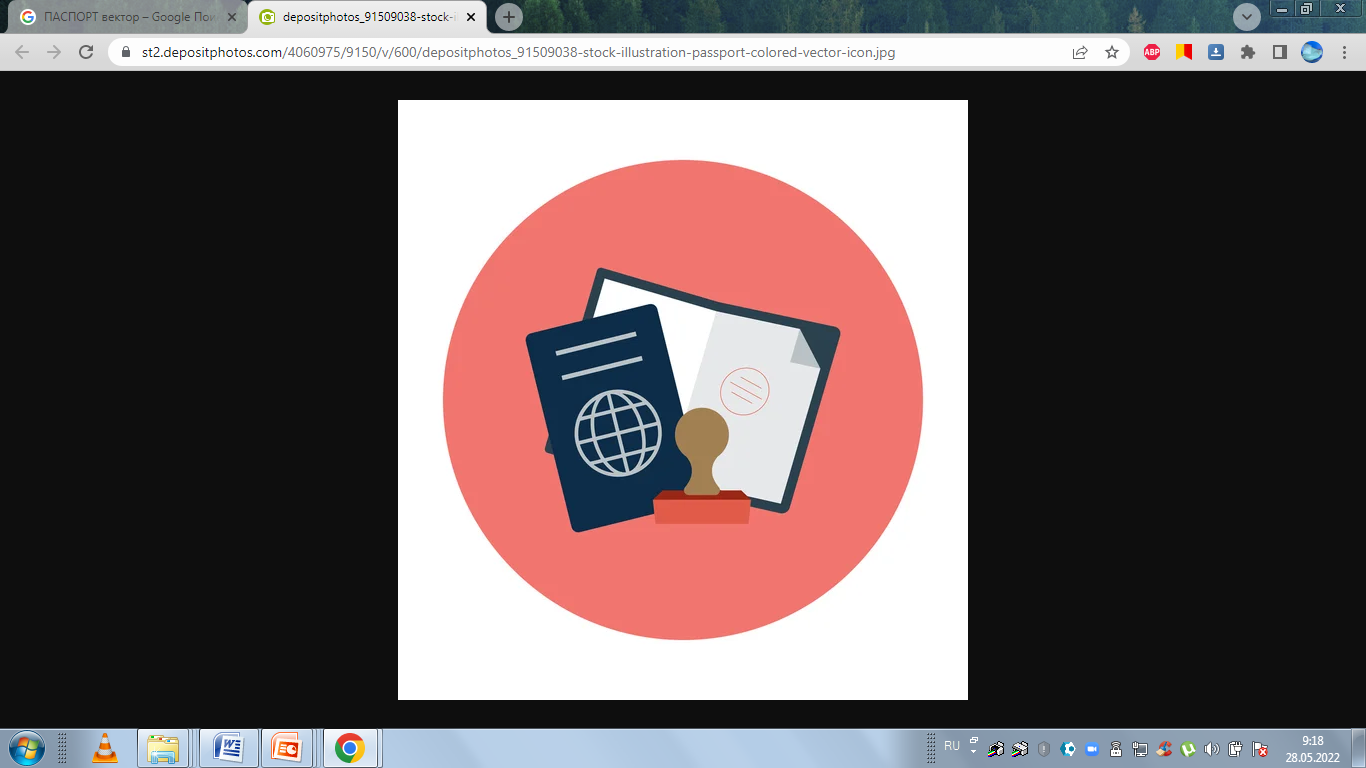 ПАСПОРТ вектор – Google Пои
depositphotos_91509038-stock-i
st2.depositphotos.com/4060975/9150/v/600/depositphotos_91509038-stock-illustration-passport-colored-vector-icon.jpg
ABP
RU
9:18
28.05.2022